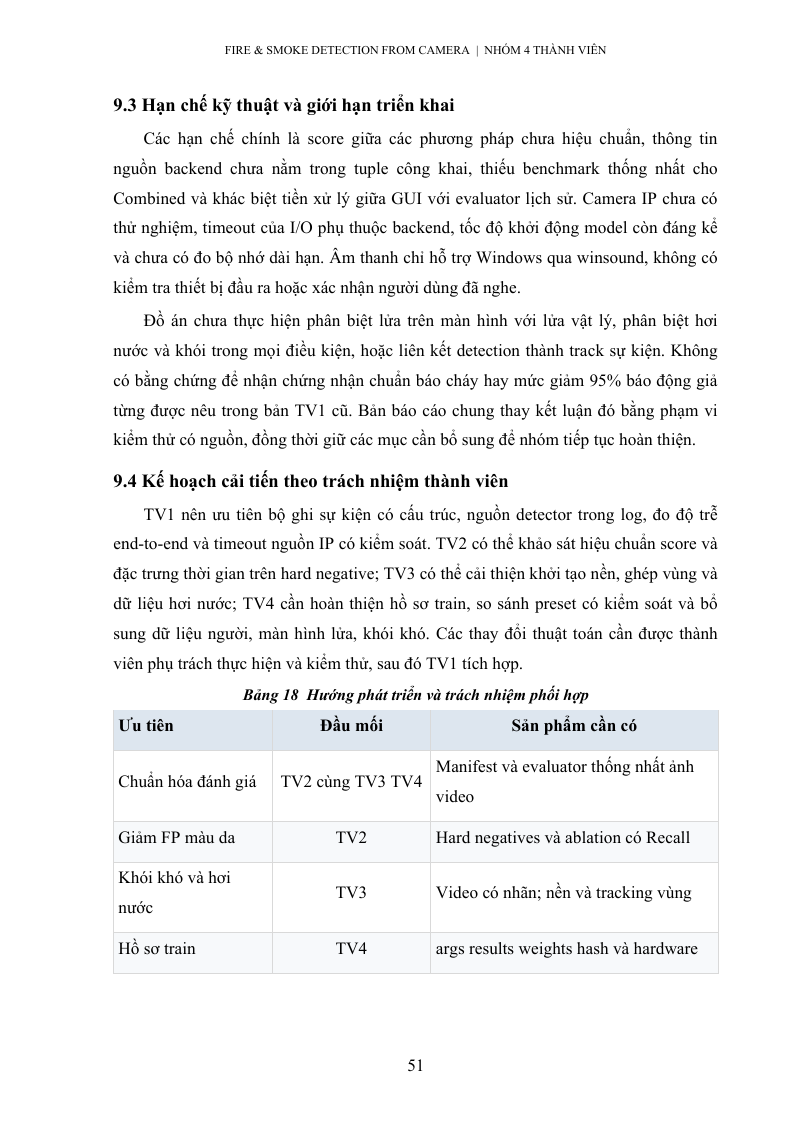 FIRE & SMOKE DETECTION FROM CAMERA | NHÓM 4 THÀNH VIÊN
9.3 Hạn chế kỹ thuật và giới hạn triển khai
Các hạn chế chính là score giữa các phương pháp chưa hiệu chuẩn, thông tin
nguồn backend chưa nằm trong tuple công khai, thiếu benchmark thống nhất cho
Combined và khác biệt tiền xử lý giữa GUI với evaluator lịch sử. Camera IP chưa có
thử nghiệm, timeout của I/O phụ thuộc backend, tốc độ khởi động model còn đáng kể
và chưa có đo bộ nhớ dài hạn. Âm thanh chỉ hỗ trợ Windows qua winsound, không có
kiểm tra thiết bị đầu ra hoặc xác nhận người dùng đã nghe.
Đồ án chưa thực hiện phân biệt lửa trên màn hình với lửa vật lý, phân biệt hơi
nước và khói trong mọi điều kiện, hoặc liên kết detection thành track sự kiện. Không
có bằng chứng để nhận chứng nhận chuẩn báo cháy hay mức giảm 95% báo động giả
từng được nêu trong bản TV1 cũ. Bản báo cáo chung thay kết luận đó bằng phạm vi
kiểm thử có nguồn, đồng thời giữ các mục cần bổ sung để nhóm tiếp tục hoàn thiện.
9.4 Kế hoạch cải tiến theo trách nhiệm thành viên
TV1 nên ưu tiên bộ ghi sự kiện có cấu trúc, nguồn detector trong log, đo độ trễ
end-to-end và timeout nguồn IP có kiểm soát. TV2 có thể khảo sát hiệu chuẩn score và
đặc trưng thời gian trên hard negative; TV3 có thể cải thiện khởi tạo nền, ghép vùng và
dữ liệu hơi nước; TV4 cần hoàn thiện hồ sơ train, so sánh preset có kiểm soát và bổ
sung dữ liệu người, màn hình lửa, khói khó. Các thay đổi thuật toán cần được thành
viên phụ trách thực hiện và kiểm thử, sau đó TV1 tích hợp.
Bảng 18 Hướng phát triển và trách nhiệm phối hợp
Ưu tiên Đầu mối Sản phẩm cần có
Chuẩn hóa đánh giá TV2 cùng TV3 TV4 Manifest và evaluator thống nhất ảnh
video
Giảm FP màu da TV2 Hard negatives và ablation có Recall
Khói khó và hơi
nước TV3 Video có nhãn; nền và tracking vùng
Hồ sơ train TV4 args results weights hash và hardware
51